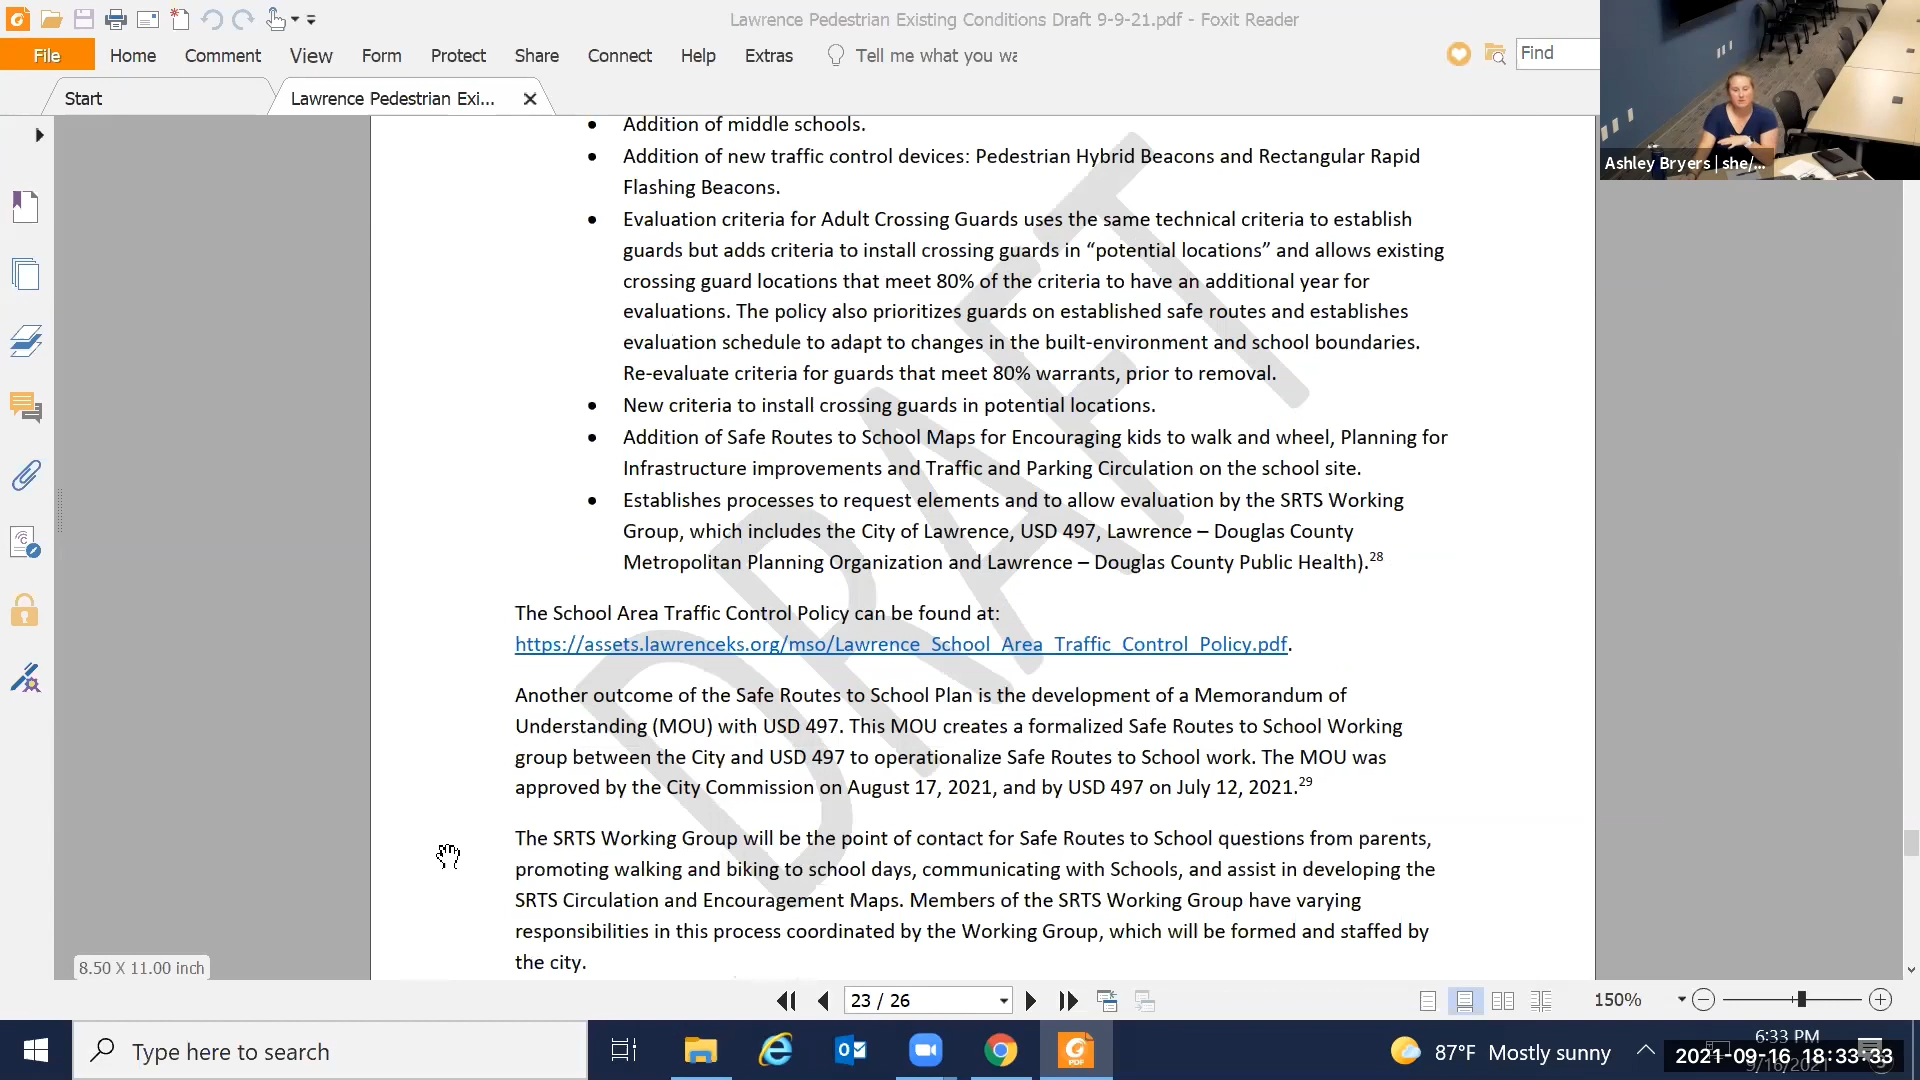 Lawrence Pedestrian Existing Conditions Draft 9-9-21.pdf - Foxit Reader
File Home Comment View Form Protect Share Connect Help Extras Tell me what you wa
Find
Start Lawrence Pedestrian Exi...
Ashley Bryers | she/...
• Addition of middle schools.
• Addition of new traffic control devices: Pedestrian Hybrid Beacons and Rectangular Rapid
Flashing Beacons.
• Evaluation criteria for Adult Crossing Guards uses the same technical criteria to establish
guards but adds criteria to install crossing guards in “potential locations” and allows existing
crossing guard locations that meet 80% of the criteria to have an additional year for
evaluations. The policy also prioritizes guards on established safe routes and establishes
evaluation schedule to adapt to changes in the built-environment and school boundaries.
Re-evaluate criteria for guards that meet 80% warrants, prior to removal.
• New criteria to install crossing guards in potential locations.
• Addition of Safe Routes to School Maps for Encouraging kids to walk and wheel, Planning for
Infrastructure improvements and Traffic and Parking Circulation on the school site.
• Establishes processes to request elements and to allow evaluation by the SRTS Working
Group, which includes the City of Lawrence, USD 497, Lawrence – Douglas County
Metropolitan Planning Organization and Lawrence – Douglas County Public Health).28
The School Area Traffic Control Policy can be found at:
https://assets.lawrenceks.org/mso/Lawrence_School_Area_Traffic_Control_Policy.pdf.
Another outcome of the Safe Routes to School Plan is the development of a Memorandum of
Understanding (MOU) with USD 497. This MOU creates a formalized Safe Routes to School Working
group between the City and USD 497 to operationalize Safe Routes to School work. The MOU was
approved by the City Commission on August 17, 2021, and by USD 497 on July 12, 2021.29
The SRTS Working Group will be the point of contact for Safe Routes to School questions from parents,
promoting walking and biking to school days, communicating with Schools, and assist in developing the
SRTS Circulation and Encouragement Maps. Members of the SRTS Working Group have varying
responsibilities in this process coordinated by the Working Group, which will be formed and staffed by
the city.
DRAFT
8.50 X 11.00 inch
23 / 26
150%
Type here to search
87°F Mostly sunny
6:33 PM
9/16/2021
2021-09-16 18:33:33